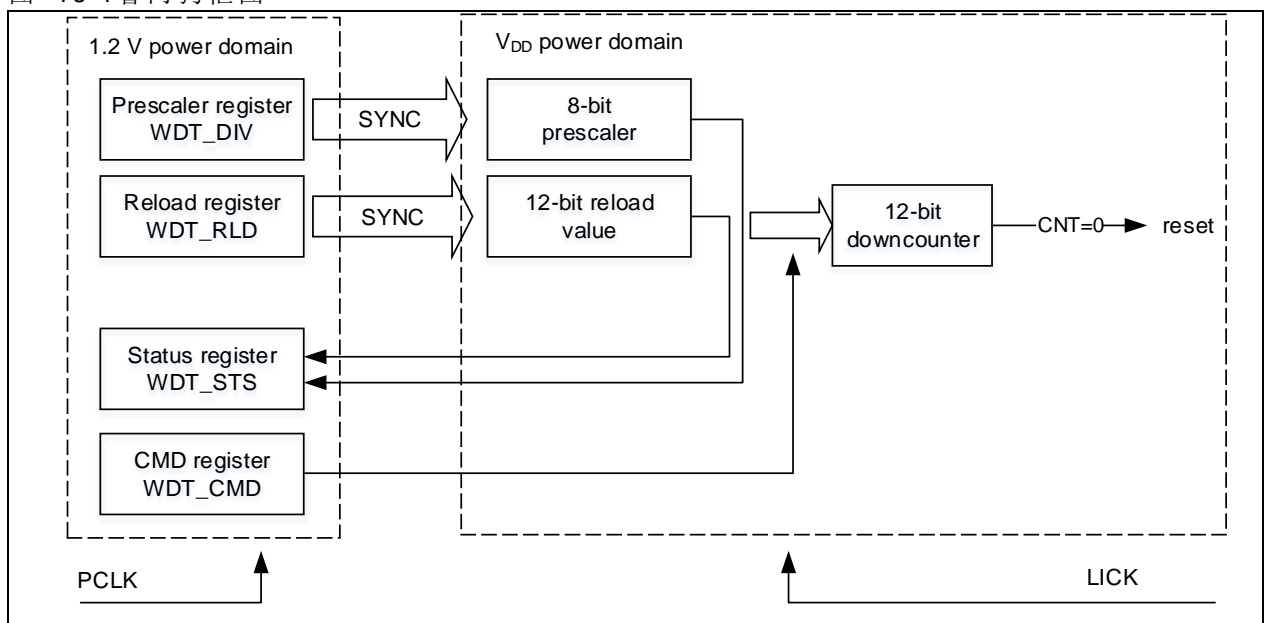 1.2 V power domain
VDD power domain
Prescaler register
WDT_DIV
SYNC
8-bit
prescaler
Reload register
WDT_RLD
SYNC
12-bit reload
value
12-bit
downcounter
CNT=0
reset
Status register
WDT_STS
CMD register
WDT_CMD
PCLK
LICK